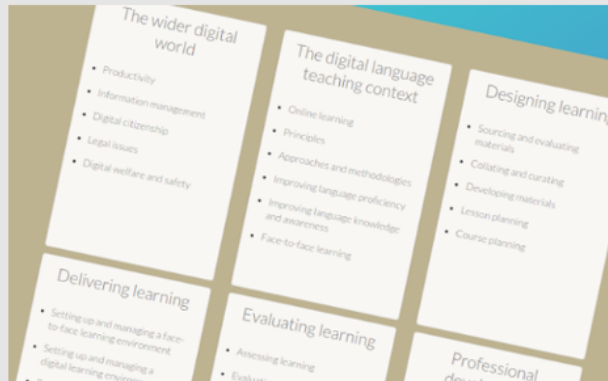 The wider digital
world
Productivity
Information management
Digital citizenship
Legal issues
Digital welfare and safety
The digital language
teaching context
Online learning
Principles
Approaches and methodologies
Improving language proficiency
Improving language knowledge
and awareness
Face-to-face learning
Designing learning
Sourcing and evaluating
materials
Collating and curating
Developing materials
Lesson planning
Course planning
Delivering learning
Setting up and managing a face-
to-face learning environment
Setting up and managing a
digital learning
Evaluating learning
Assessing learning
Professional